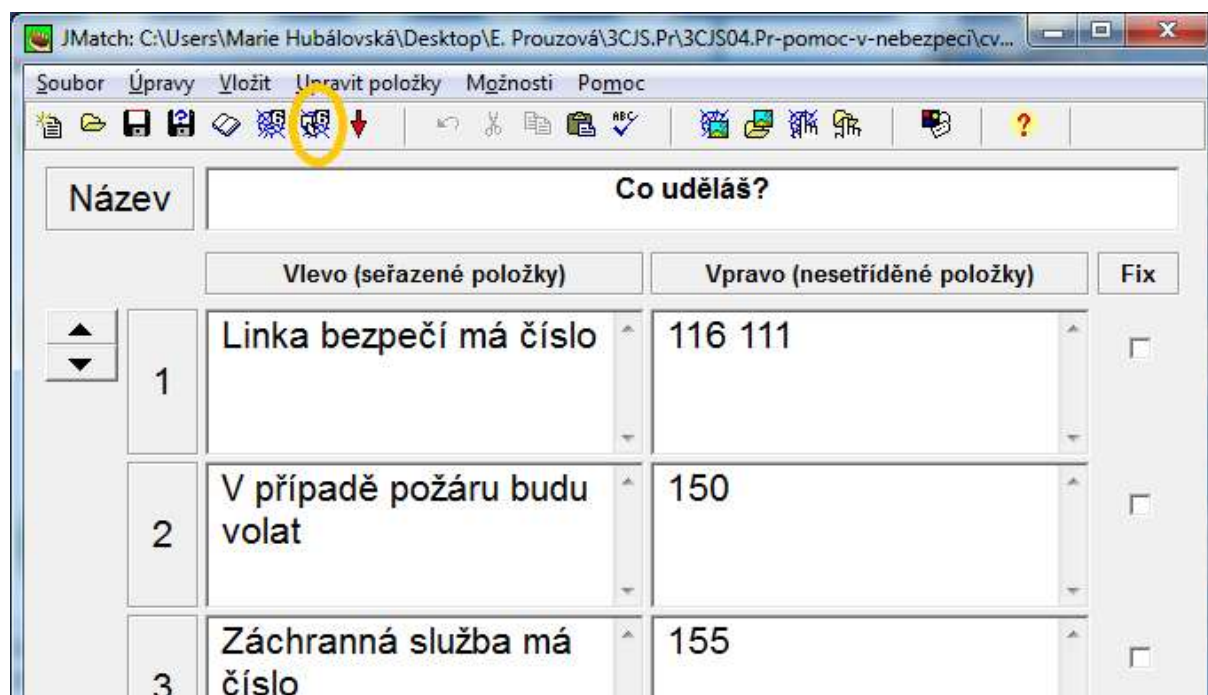 JMatch: C:\Users\Marie Hubálovská\Desktop\E. Prouzová\3CJS.Pr\3CJS04.Pr-pomoc-v-nebezpeci\cv...
Soubor Úpravy Vložit Upravit položky Možnosti Pomoc
ABC
?
Název
Co uděláš?
Vlevo (seřazené položky) Vpravo (nesetříděné položky) Fix
1
Linka bezpečí má číslo
116 111
2
V případě požáru budu
volat
150
3
Záchranná služba má
číslo
155